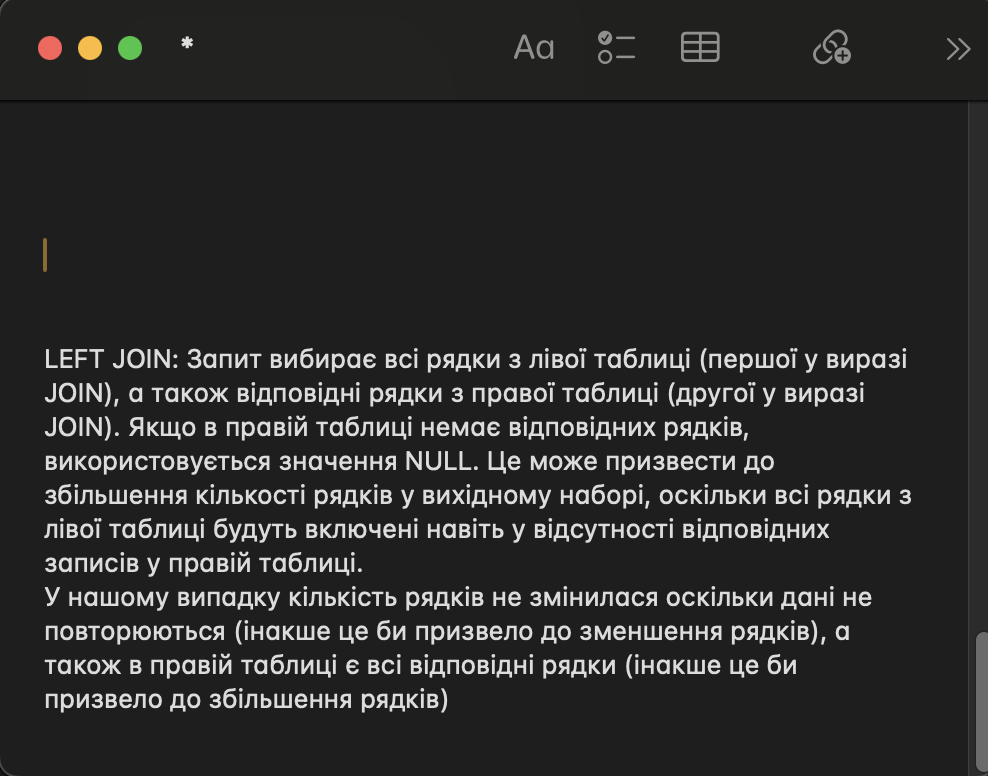 *
Aa
LEFT JOIN: Запит вибирає всі рядки з лівої таблиці (першої у виразі
JOIN), а також відповідні рядки з правої таблиці (другої у виразі
JOIN). Якщо в правій таблиці немає відповідних рядків,
використовується значення NULL. Це може призвести до
збільшення кількості рядків у вихідному наборі, оскільки всі рядки з
лівої таблиці будуть включені навіть у відсутності відповідних
записів у правій таблиці.
У нашому випадку кількість рядків не змінилася оскільки дані не
повторюються (інакше це би призвело до зменшення рядків), а
також в правій таблиці є всі відповідні рядки (інакше це би
призвело до збільшення рядків)